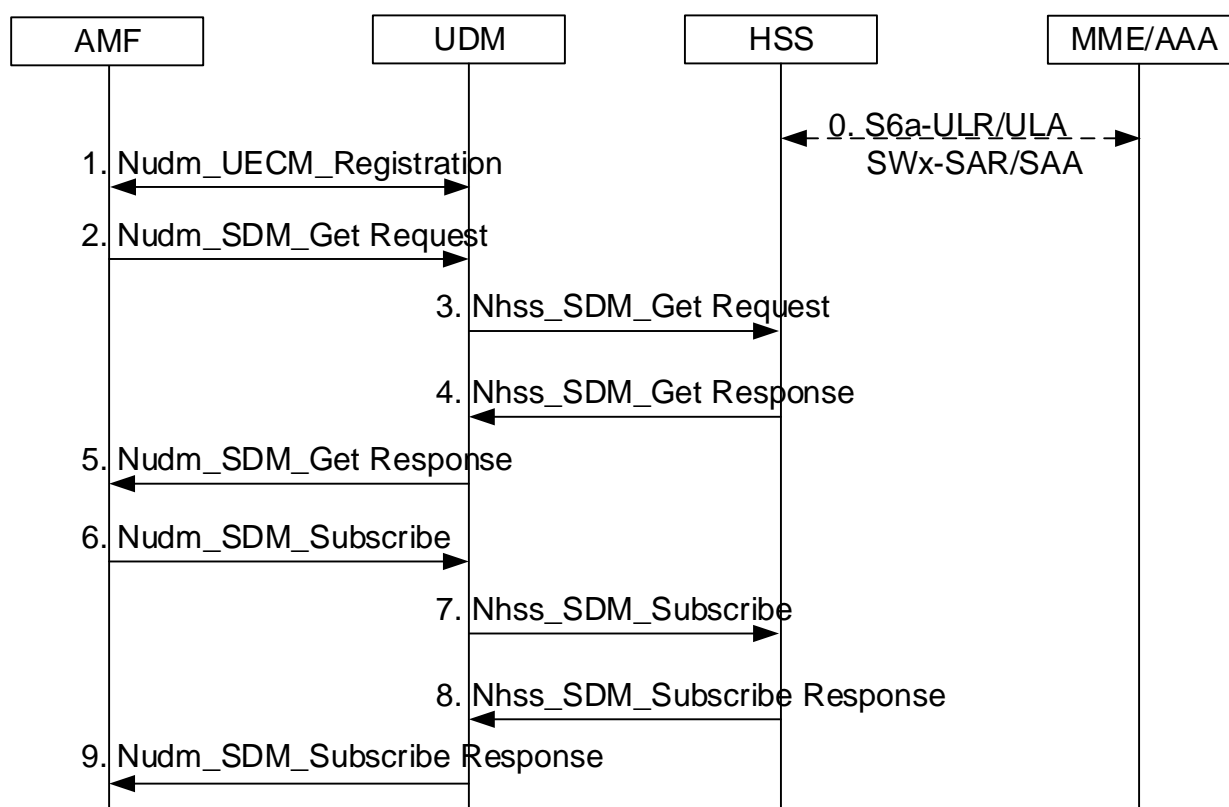 AMF
UDM
HSS
MME/AAA
0. S6a-ULR/ULA
SWx-SAR/SAA
1. Nudm_UECM_Registration
2. Nudm_SDM_Get Request
3. Nhss_SDM_Get Request
4. Nhss_SDM_Get Response
5. Nudm_SDM_Get Response
6. Nudm_SDM_Subscribe
7. Nhss_SDM_Subscribe
8. Nhss_SDM_Subscribe Response
9. Nudm_SDM_Subscribe Response